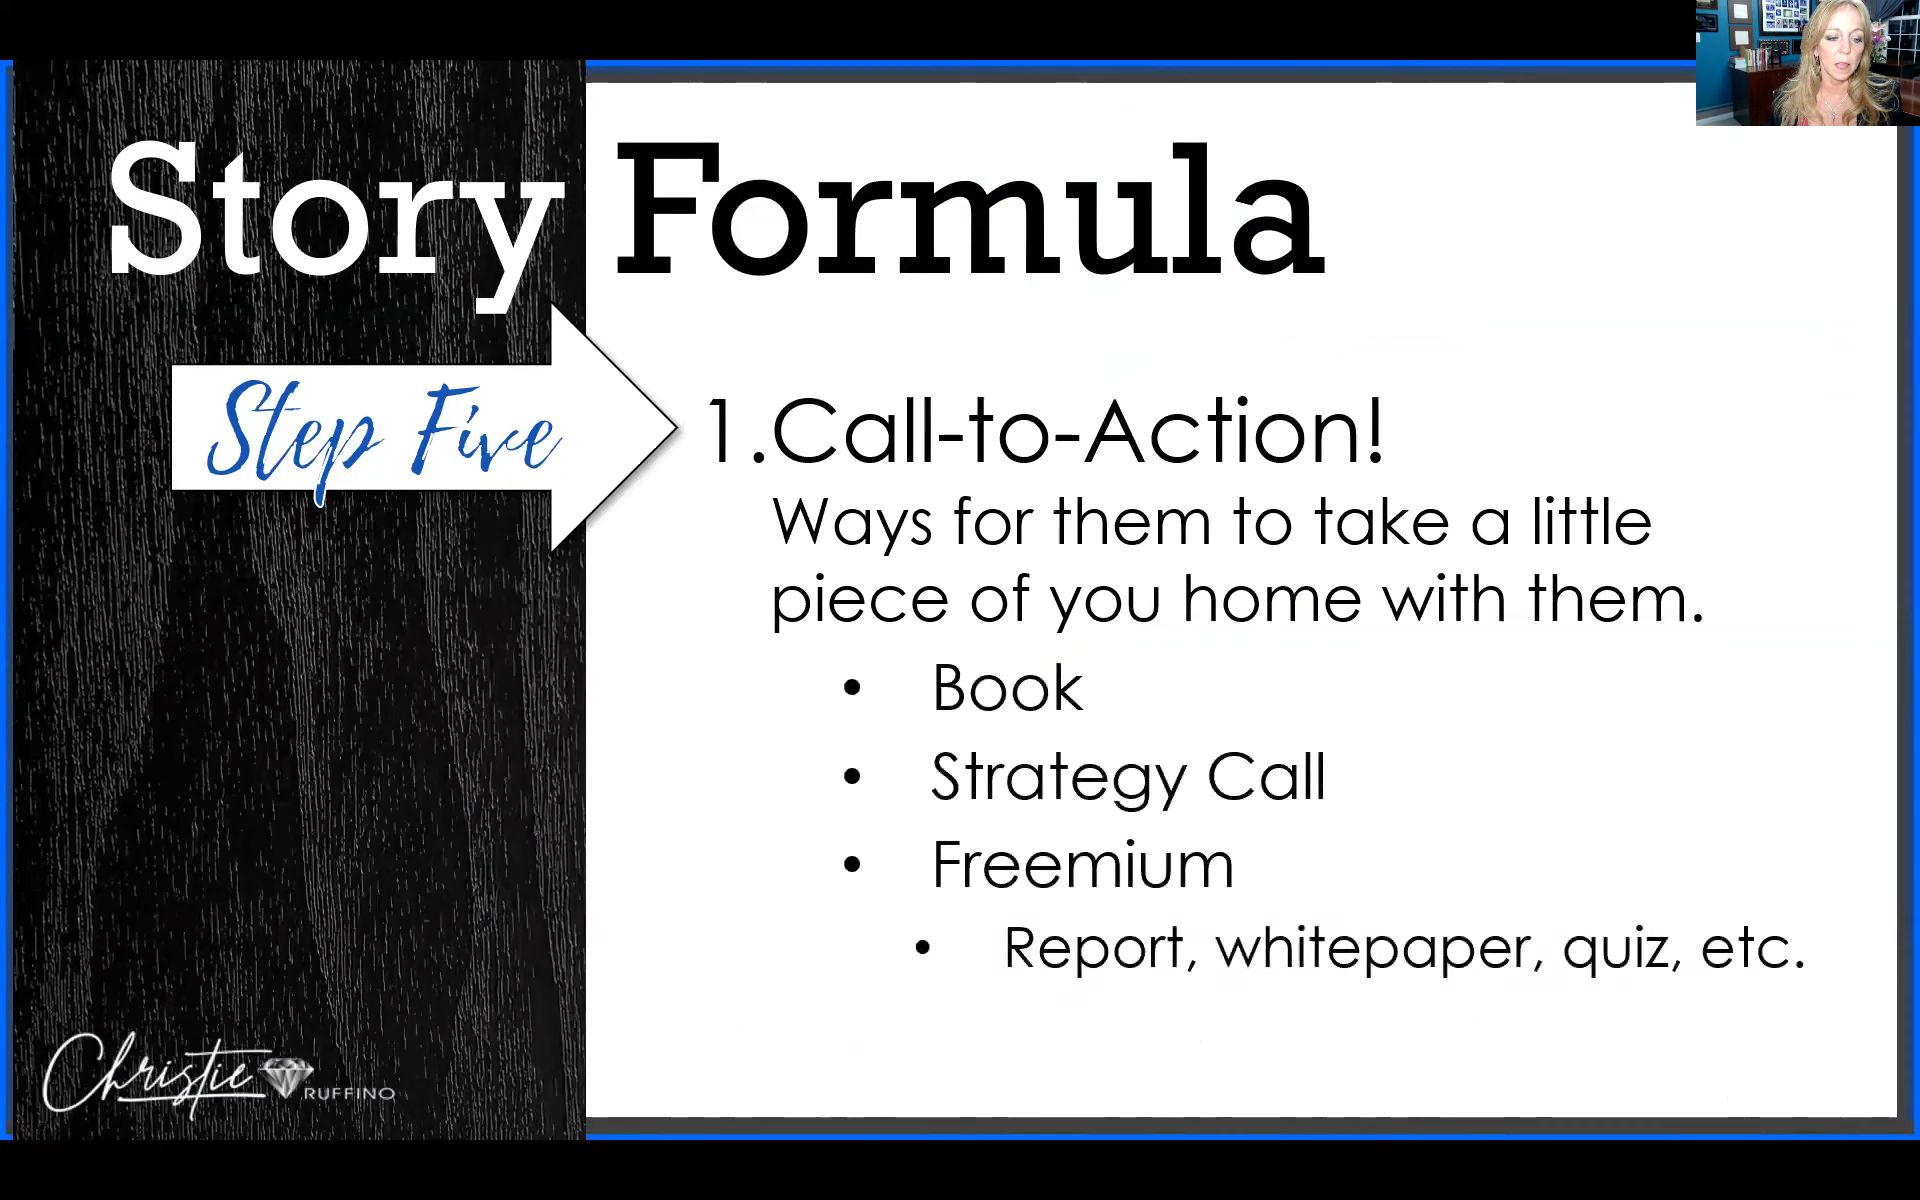 Story Formula
Step Five
1.Call-to-Action!
Ways for them to take a little
piece of you home with them.
• Book
• Strategy Call
• Freemium
• Report, whitepaper, quiz, etc.
Christie RUFFINO